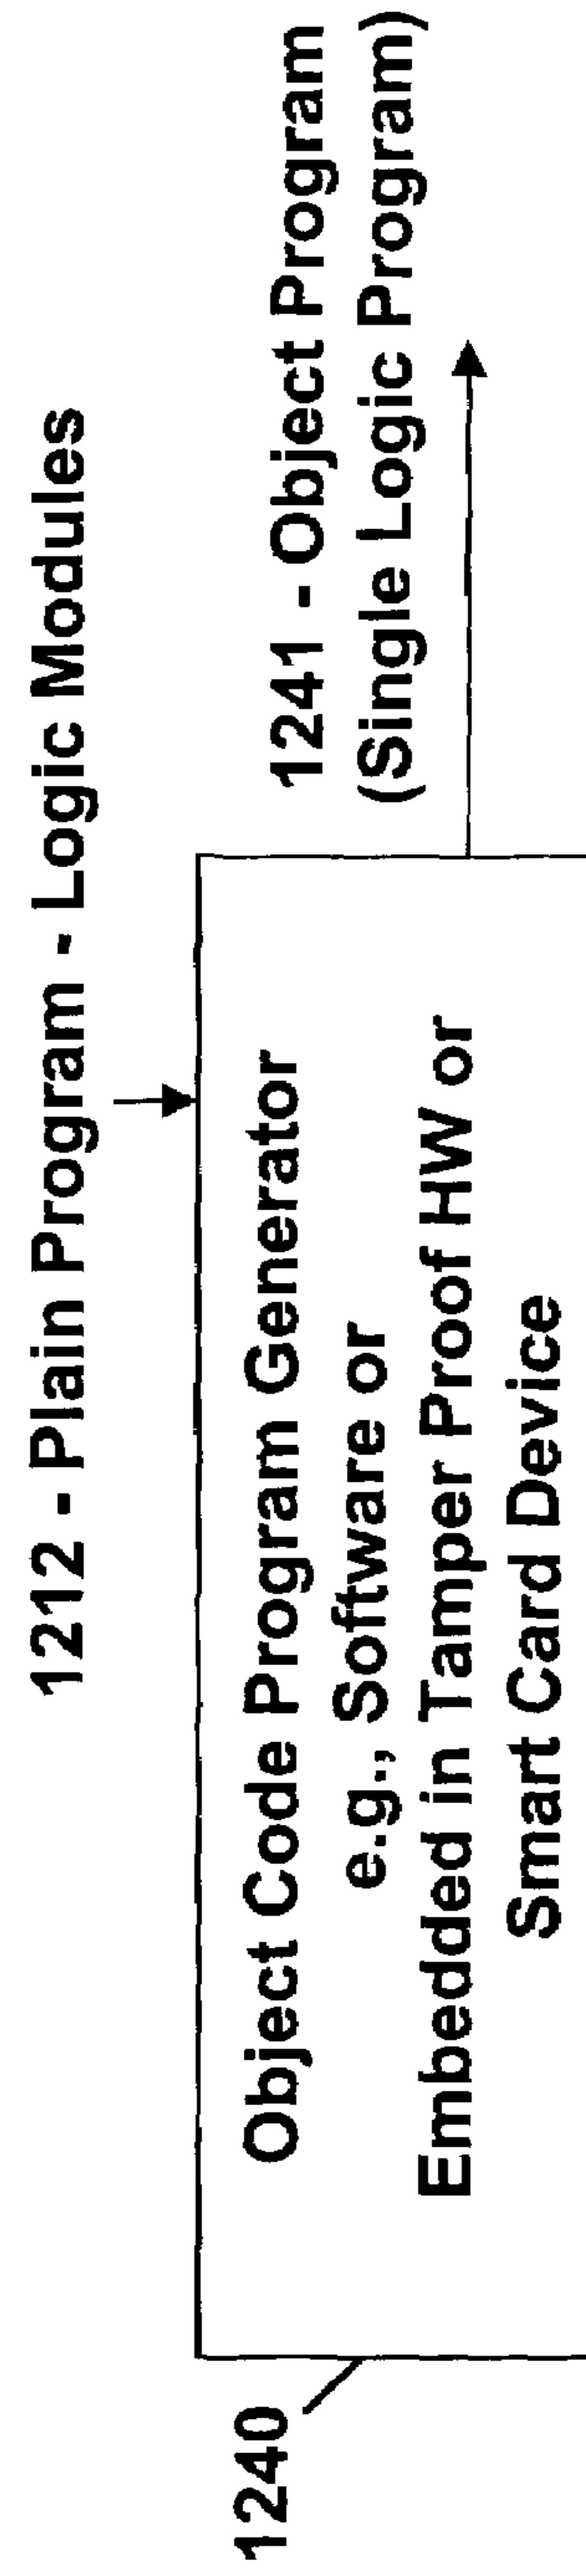 1212 - Plain Program - Logic Modules
1241 - Object Program
(Single Logic Program)
Object Code Program Generator
e.g., Software or
Embedded in Tamper Proof HW or
Smart Card Device
1240